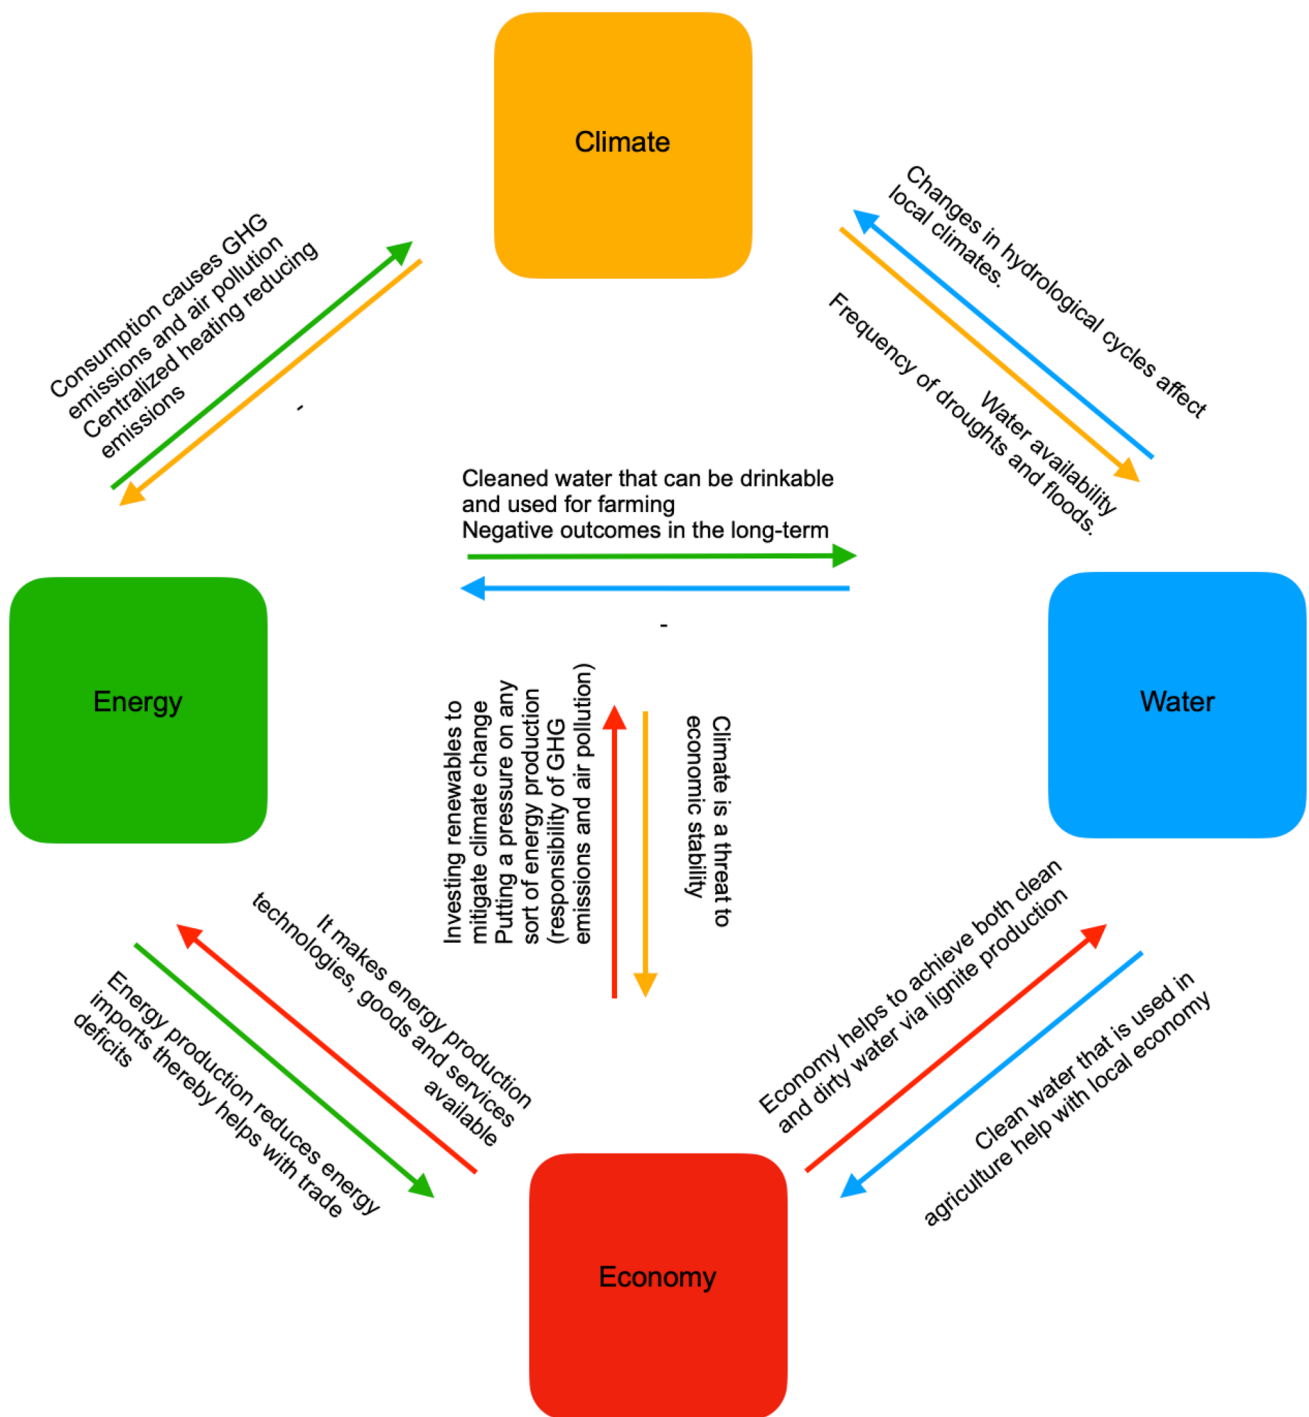 Climate
Changes in hydrological cycles affect
local climates.
Consumption causes GHG
emissions and air pollution
Centralized heating reducing
emissions
-
Water availability
Frequency of droughts and floods.
Cleaned water that can be drinkable
and used for farming
Negative outcomes in the long-term
-
Energy
Water
Investing renewables to
mitigate climate change
Putting a pressure on any
sort of energy production
(responsibility of GHG
emissions and air pollution)
Climate is a threat to
economic stability
It makes energy production
technologies, goods and services
available
Energy production reduces energy
imports thereby helps with trade
deficits
Economy helps to achieve both clean
and dirty water via lignite production
Clean water that is used in
agriculture help with local economy
Economy